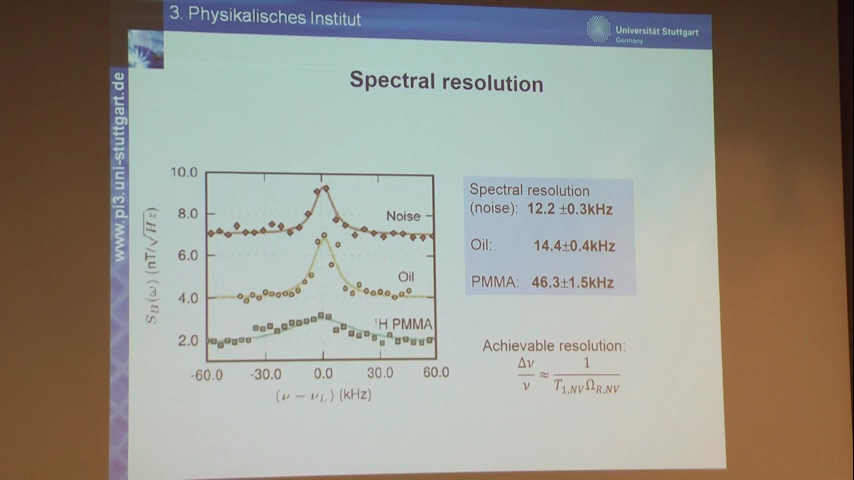 3. Physikalisches Institut
Universität Stuttgart
Germany
www.pi3.uni-stuttgart.de
Spectral resolution
10.0
8.0
6.0
4.0
2.0
S_B(ω) (nT/√Hz)
Noise
Oil
¹H PMMA
-60.0 -30.0 0.0 30.0 60.0
(ν − ν_L) (kHz)
Spectral resolution
(noise): 12.2 ±0.3kHz
Oil: 14.4±0.4kHz
PMMA: 46.3±1.5kHz
Achievable resolution:
Δν/ν ≈ 1/(T_{1,NV}Ω_{R,NV})